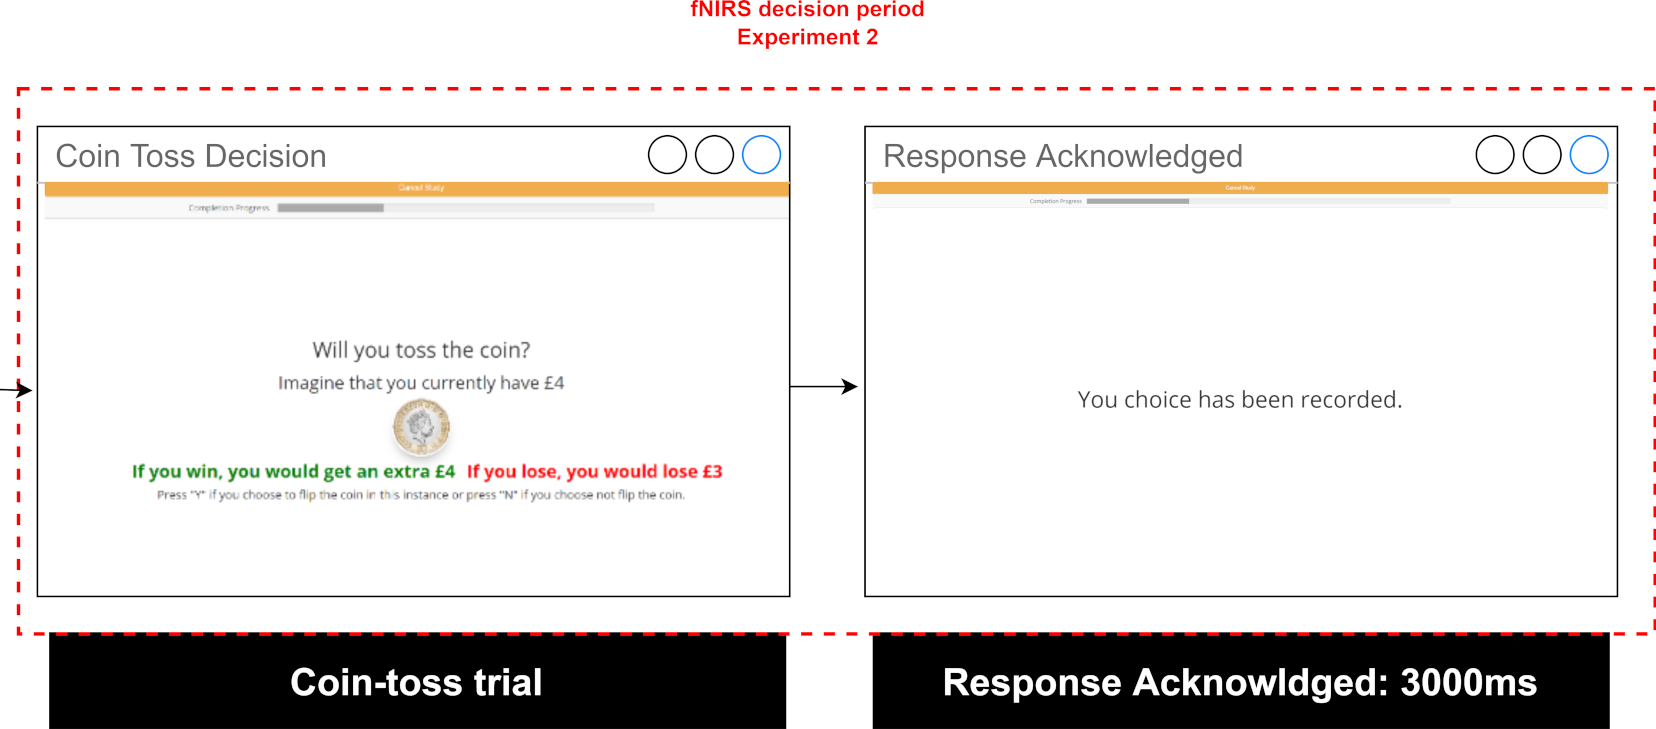 fNIRS decision period
Experiment 2
Coin Toss Decision
Completion Progress
Will you toss the coin?
Imagine that you currently have £4
If you win, you would get an extra £4 If you lose, you would lose £3
Press "Y" if you choose to flip the coin in this instance or press "N" if you choose not flip the coin.
Coin-toss trial
Response Acknowledged
Completion Progress
You choice has been recorded.
Response Acknowldged: 3000ms